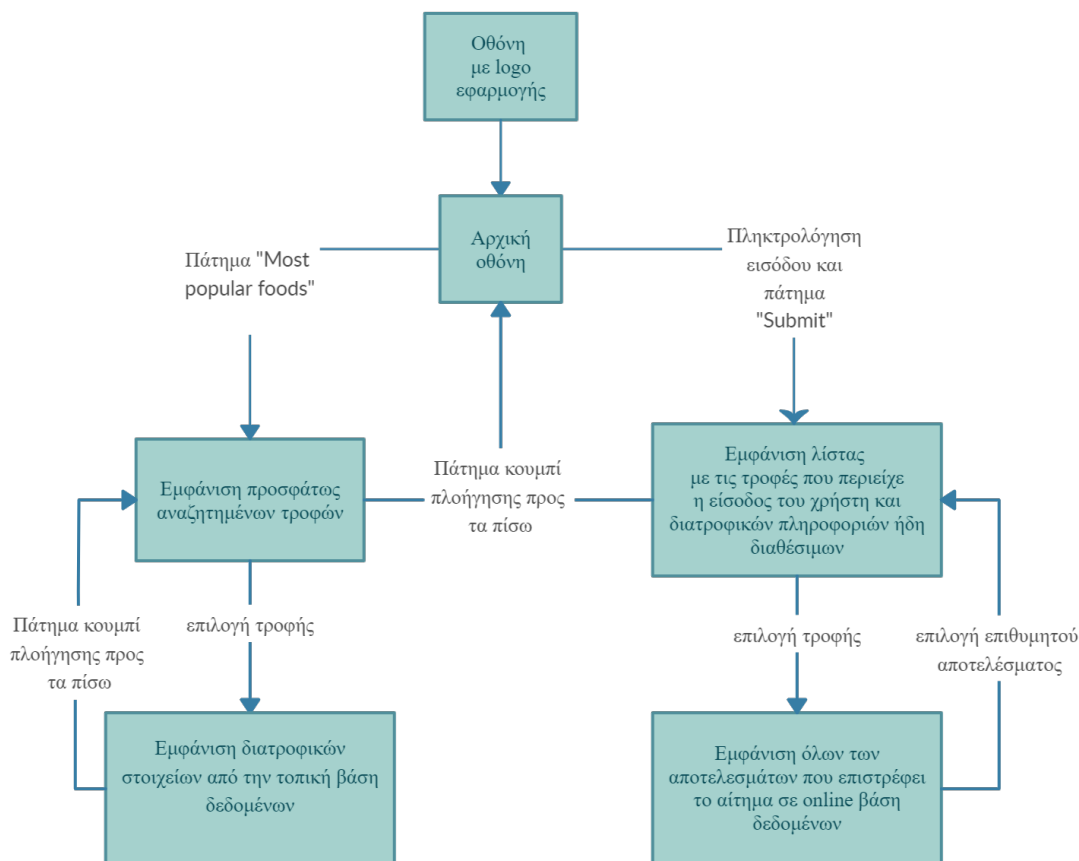 Οθόνη
με logo
εφαρμογής
Αρχική
οθόνη
Πάτημα "Most
popular foods"
Πληκτρολόγηση
εισόδου και
πάτημα
"Submit"
Εμφάνιση προσφάτως
αναζητημένων τροφών
Πάτημα κουμπί
πλοήγησης προς
τα πίσω
Εμφάνιση λίστας
με τις τροφές που περιείχε
η είσοδος του χρήστη και
διατροφικών πληροφοριών ήδη
διαθέσιμων
Πάτημα κουμπί
πλοήγησης προς
τα πίσω
επιλογή τροφής
επιλογή τροφής
επιλογή επιθυμητού
αποτελέσματος
Εμφάνιση διατροφικών
στοιχείων από την τοπική βάση
δεδομένων
Εμφάνιση όλων των
αποτελεσμάτων που επιστρέφει
το αίτημα σε online βάση
δεδομένων